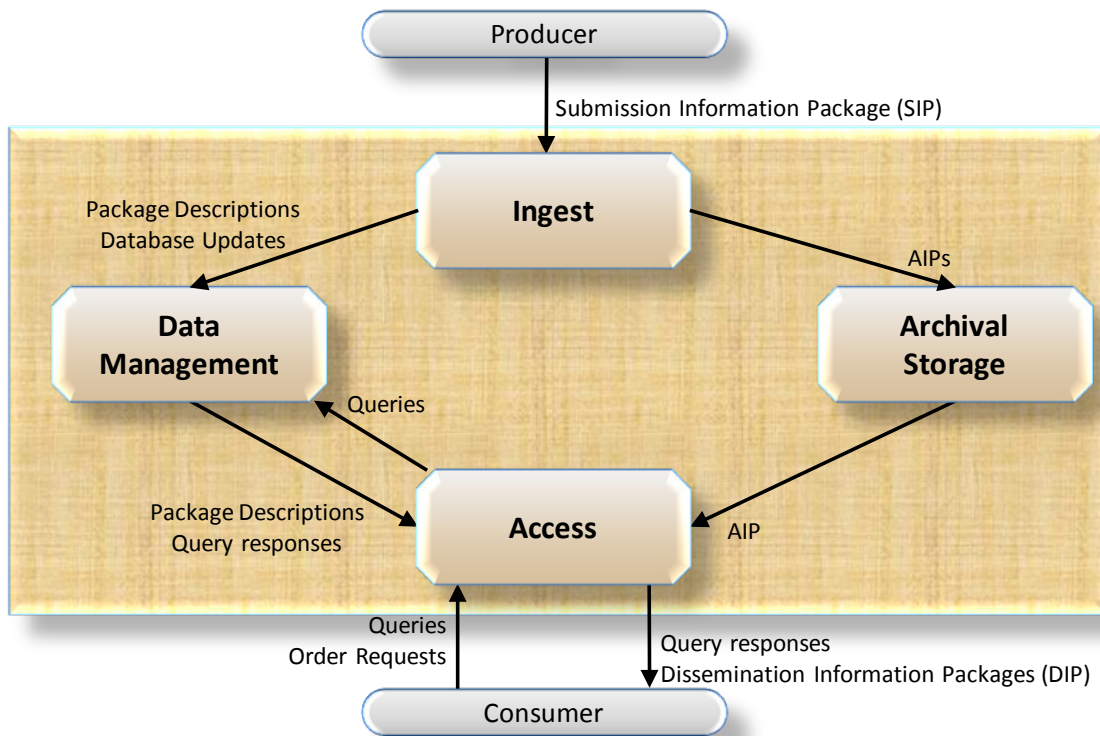 Producer
Submission Information Package (SIP)
Ingest
Package Descriptions
Database Updates
AIPs
Data
Management
Archival
Storage
Queries
Package Descriptions
Query responses
Access
AIP
Queries
Order Requests
Query responses
Dissemination Information Packages (DIP)
Consumer